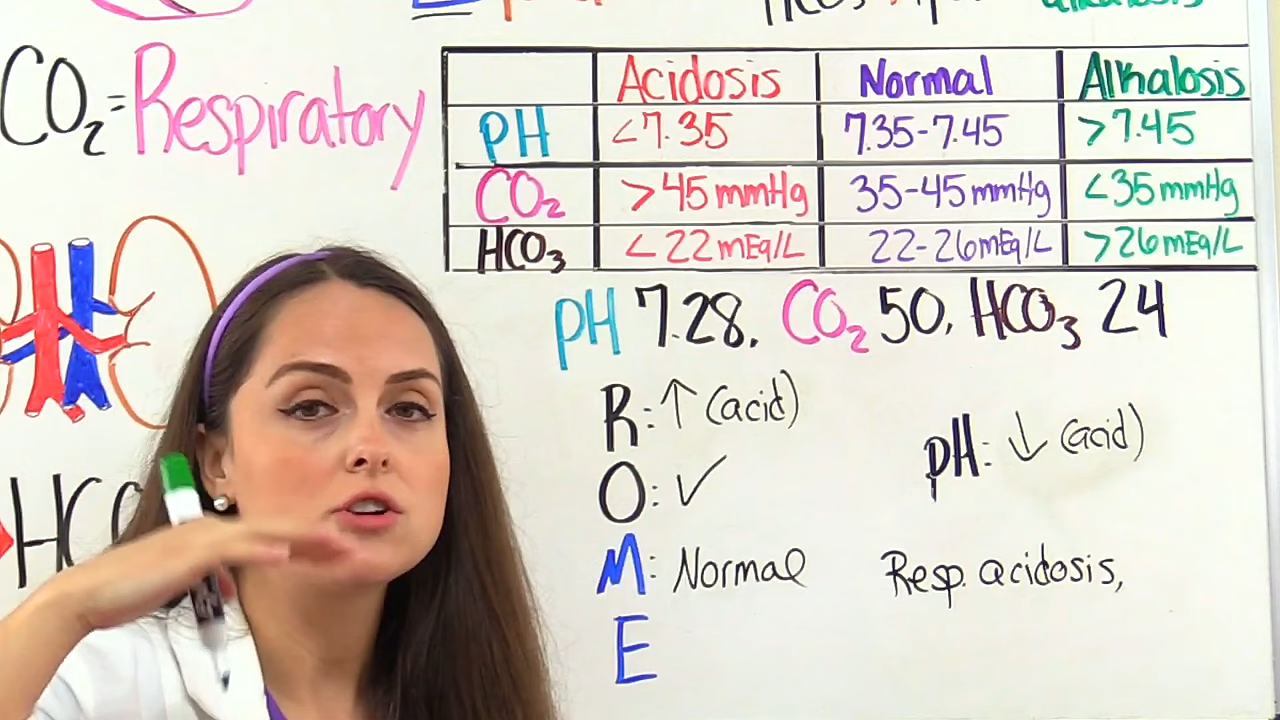 CO₂=Respiratory
Acidosis Normal Alkalosis
PH <7.35 7.35-7.45 >7.45
CO₂ >45 mmHg 35-45 mmHg <35 mmHg
HCO₃ <22 mEq/L 22-26 mEq/L >26 mEq/L
pH 7.28, CO₂ 50, HCO₃ 24
R: ↑ (acid)
pH: ↓ (acid)
O: ✓
M: Normal
Resp. acidosis,
E